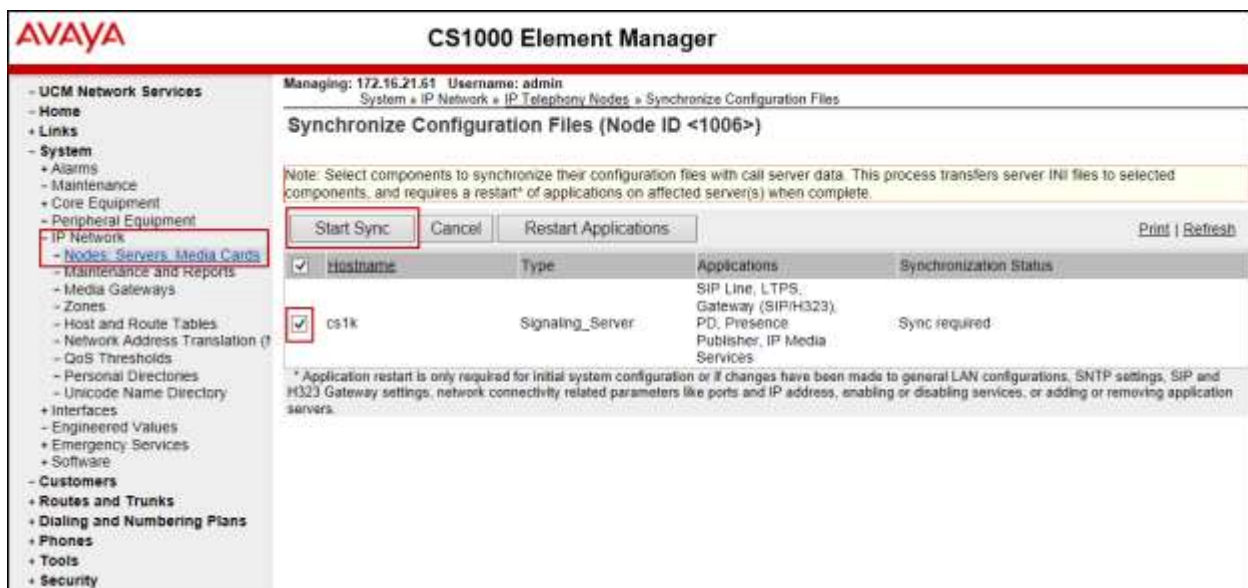 AVAYA
CS1000 Element Manager
- UCM Network Services
- Home
+ Links
- System
+ Alarms
- Maintenance
+ Core Equipment
- Peripheral Equipment
- IP Network
- Nodes: Servers, Media Cards
- Maintenance and Reports
- Media Gateways
- Zones
- Host and Route Tables
- Network Address Translation (
- QoS Thresholds
- Personal Directories
- Unicode Name Directory
+ Interfaces
- Engineered Values
+ Emergency Services
+ Software
- Customers
+ Routes and Trunks
+ Dialing and Numbering Plans
+ Phones
+ Tools
+ Security
Managing: 172.16.21.61 Username: admin
System » IP Network » IP Telephony Nodes » Synchronize Configuration Files
Synchronize Configuration Files (Node ID <1006>)
Note: Select components to synchronize their configuration files with call server data. This process transfers server INI files to selected
components, and requires a restart* of applications on affected server(s) when complete.
Start Sync Cancel Restart Applications Print | Refresh
Hostname Type Applications Synchronization Status
cs1k Signaling_Server SIP Line, LTPS, Gateway (SIP/H323), PD, Presence Publisher, IP Media Services Sync required
* Application restart is only required for initial system configuration or if changes have been made to general LAN configurations, SNTP settings, SIP and
H323 Gateway settings, network connectivity related parameters like ports and IP address, enabling or disabling services, or adding or removing application
servers.